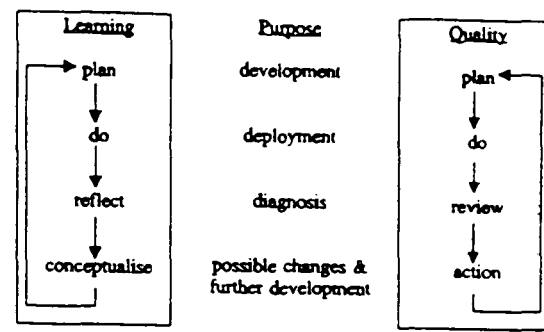 Learning Purpose Quality
plan development plan
do deployment do
reflect diagnosis review
conceptualise possible changes & action
further development